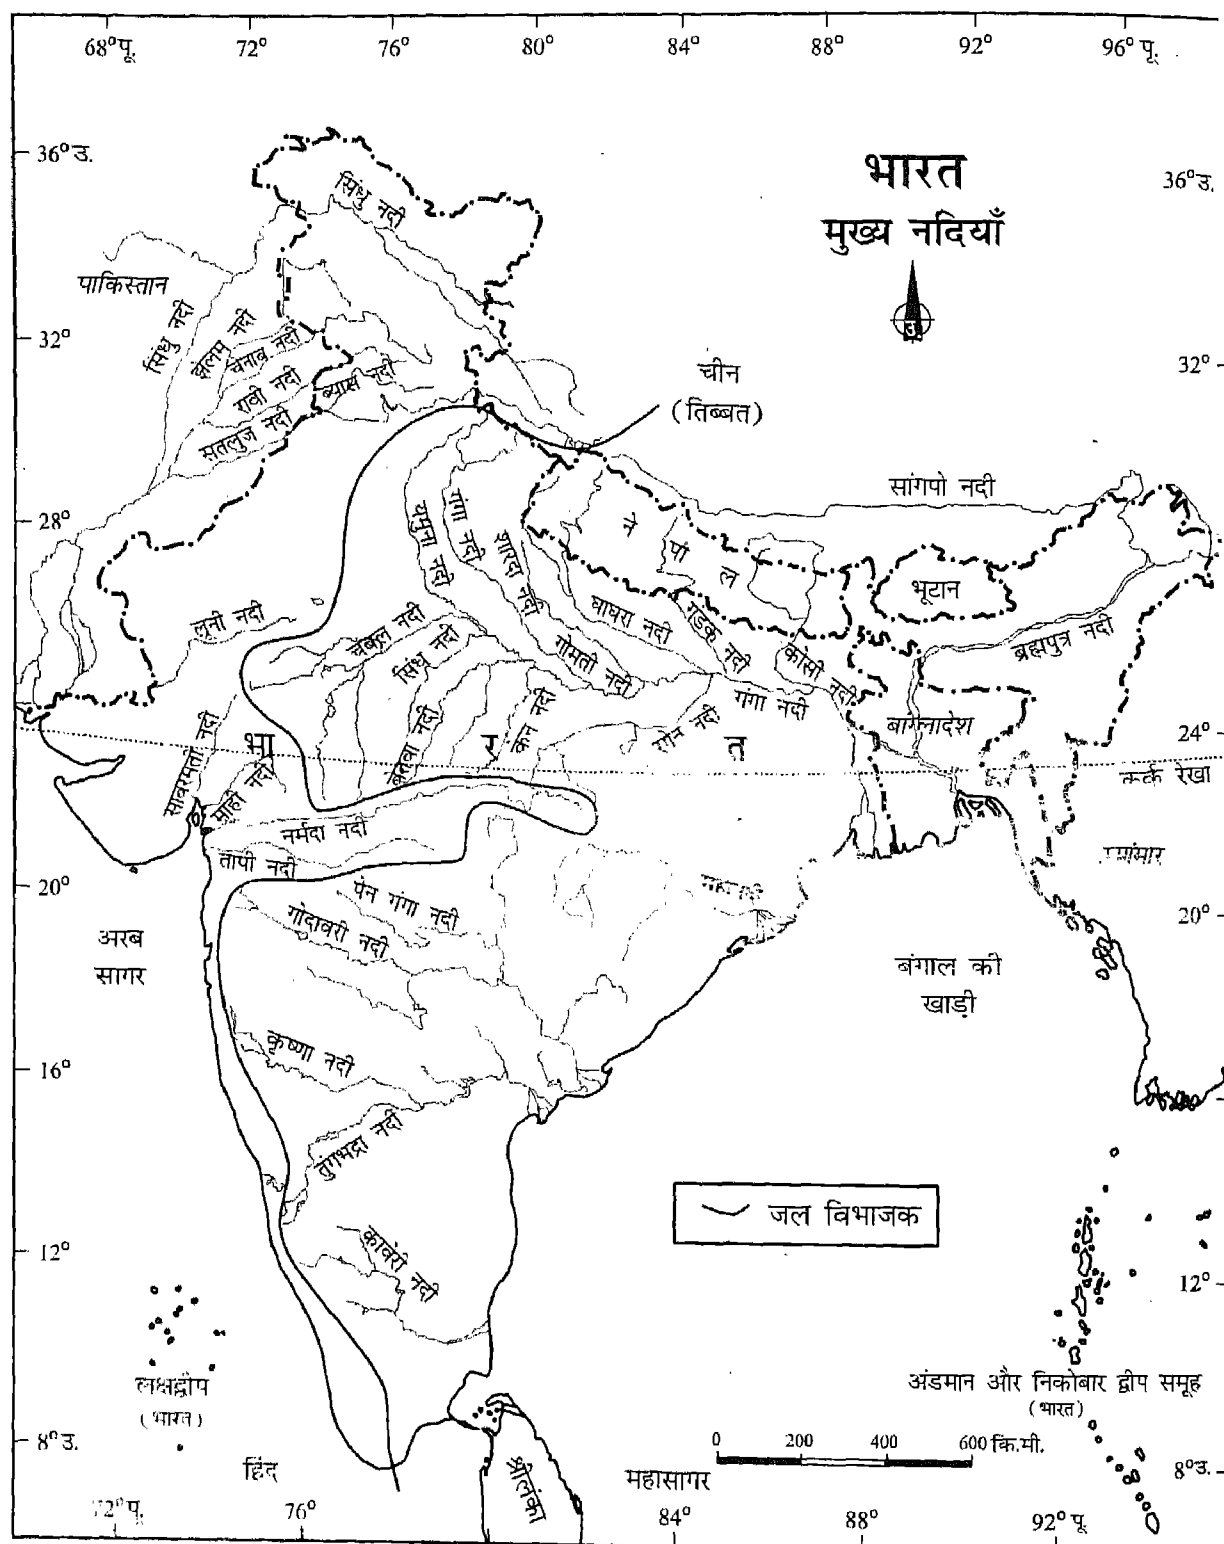 68°पू.
72°
76°
80°
84°
88°
92°
96° पू.
36°उ.
भारत
मुख्य नदियाँ
36°उ.
उ
सिंधु नदी
पाकिस्तान
सिंधु नदी
झेलम नदी
चेनाब नदी
रावी नदी
ब्यास नदी
सतलुज नदी
32°
32°
चीन
(तिब्बत)
सांगपो नदी
28°
यमुना नदी
गंगा नदी
शारदा नदी
नेपाल
भूटान
घाघरा नदी
गंडक नदी
गोमती नदी
कोसी नदी
ब्रह्मपुत्र नदी
लूनी नदी
चंबल नदी
सिंध नदी
बेतवा नदी
केन नदी
गंगा नदी
नदी
बांग्लादेश
24°
भारत
साबरमती नदी
माही नदी
कर्क रेखा
नर्मदा नदी
तापी नदी
20°
पेन गंगा नदी
गोदावरी नदी
20°
अरब
सागर
बंगाल की
खाड़ी
कृष्णा नदी
16°
तुंगभद्रा नदी
जल विभाजक
12°
कावेरी नदी
12°
लक्षद्वीप
(भारत)
अंडमान और निकोबार द्वीप समूह
(भारत)
0 200 400 600 कि.मी.
8°उ.
हिंद
महासागर
श्रीलंका
8°उ.
72° पू.
76°
84°
88°
92° पू.